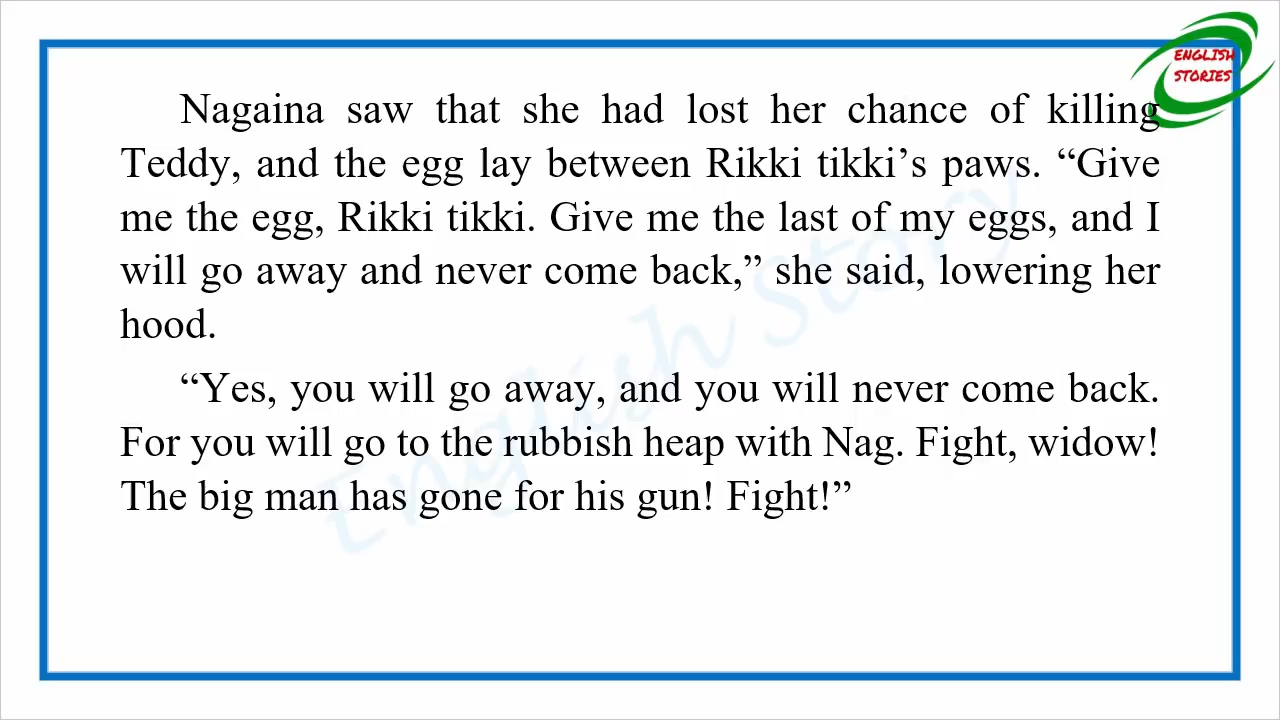 ENGLISH
STORIES
Nagaina saw that she had lost her chance of killing
Teddy, and the egg lay between Rikki tikki’s paws. “Give
me the egg, Rikki tikki. Give me the last of my eggs, and I
will go away and never come back,” she said, lowering her
hood.
“Yes, you will go away, and you will never come back.
For you will go to the rubbish heap with Nag. Fight, widow!
The big man has gone for his gun! Fight!”
English Story